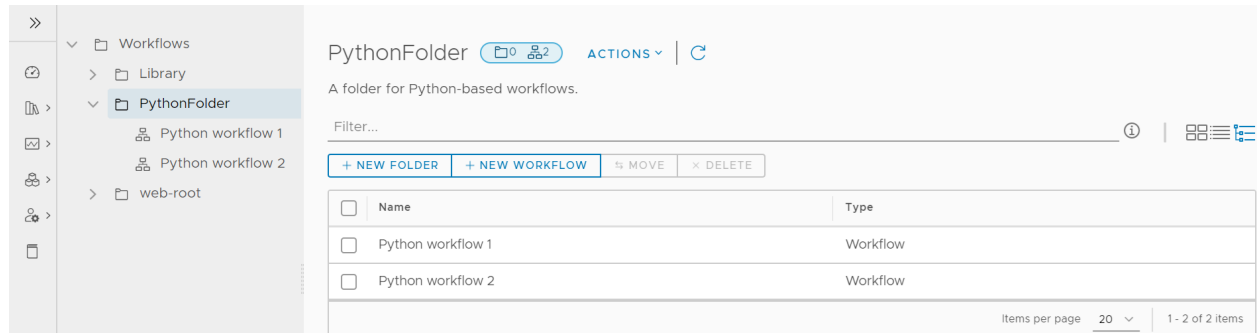 Workflows
Library
PythonFolder
Python workflow 1
Python workflow 2
web-root
PythonFolder 0 2 ACTIONS
A folder for Python-based workflows.
Filter...
+ NEW FOLDER + NEW WORKFLOW MOVE × DELETE
Name Type
Python workflow 1 Workflow
Python workflow 2 Workflow
Items per page 20 1 - 2 of 2 items